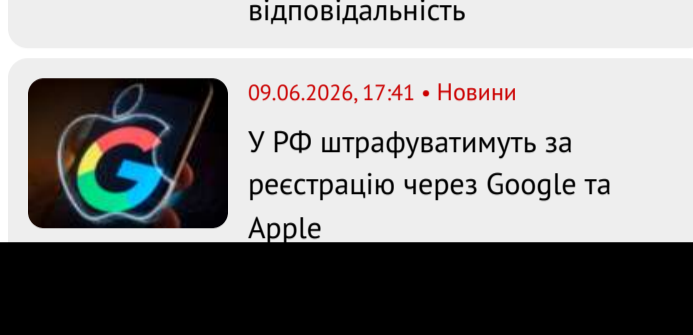 відповідальність
09.06.2026, 17:41 • Новини
У РФ штрафуватимуть за
реєстрацію через Google та
Apple